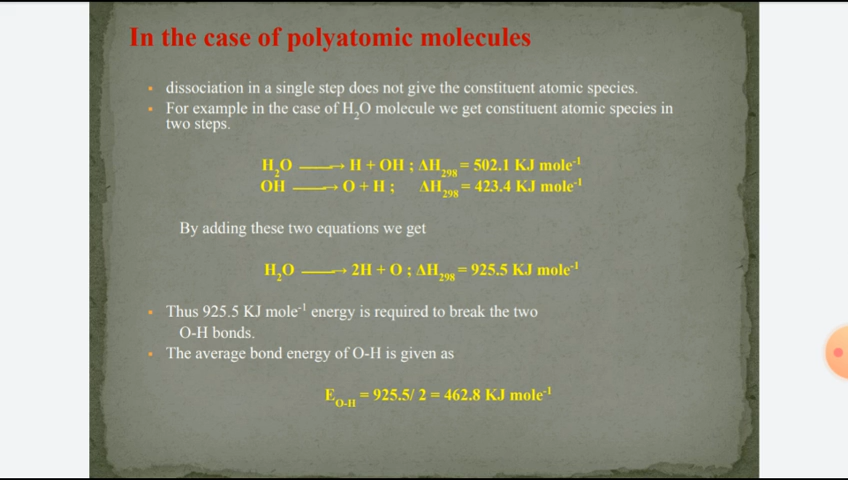 In the case of polyatomic molecules
• dissociation in a single step does not give the constituent atomic species.
• For example in the case of H₂O molecule we get constituent atomic species in
two steps.
H₂O ⟶ H + OH ; ΔH₂₉₈ = 502.1 KJ mole⁻¹
OH ⟶ O + H ; ΔH₂₉₈ = 423.4 KJ mole⁻¹
By adding these two equations we get
H₂O ⟶ 2H + O ; ΔH₂₉₈ = 925.5 KJ mole⁻¹
• Thus 925.5 KJ mole⁻¹ energy is required to break the two
O-H bonds.
• The average bond energy of O-H is given as
E_O-H = 925.5/ 2 = 462.8 KJ mole⁻¹